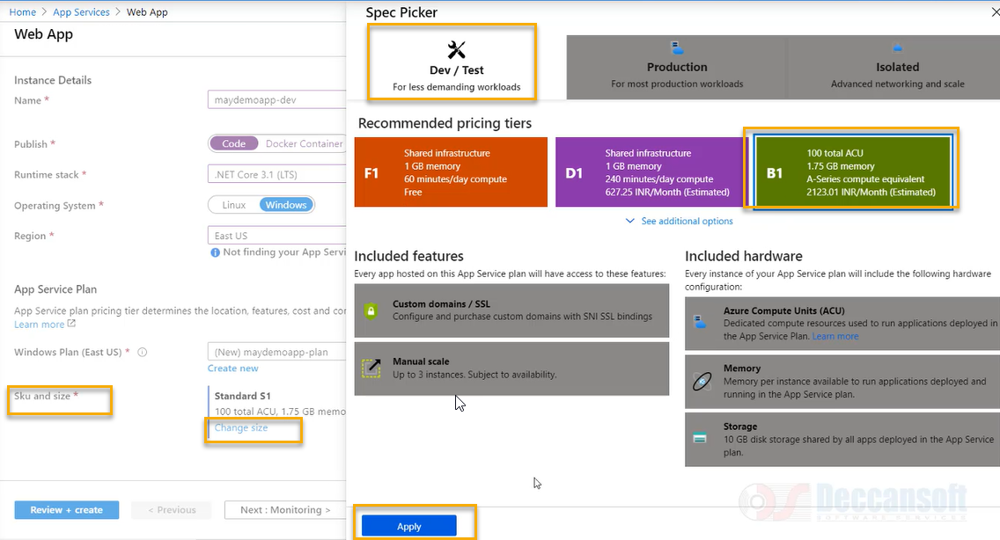 Home > App Services > Web App
Web App
Instance Details
Name *
maydemoapp-dev
Publish *
Code
Docker Container
Runtime stack *
.NET Core 3.1 (LTS)
Operating System *
Linux
Windows
Region *
East US
Not finding your App Servi
App Service Plan
App Service plan pricing tier determines the location, features, cost and con
Learn more
Windows Plan (East US) *
(New) maydemoapp-plan
Create new
Sku and size *
Standard S1
100 total ACU, 1.75 GB memo
Change size
Review + create
< Previous
Next : Monitoring >
Spec Picker
Dev / Test
For less demanding workloads
Production
For most production workloads
Isolated
Advanced networking and scale
Recommended pricing tiers
F1
Shared infrastructure
1 GB memory
60 minutes/day compute
Free
D1
Shared infrastructure
1 GB memory
240 minutes/day compute
627.25 INR/Month (Estimated)
B1
100 total ACU
1.75 GB memory
A-Series compute equivalent
2123.01 INR/Month (Estimated)
See additional options
Included features
Every app hosted on this App Service plan will have access to these features:
Custom domains / SSL
Configure and purchase custom domains with SNI SSL bindings
Manual scale
Up to 3 instances. Subject to availability.
Included hardware
Every instance of your App Service plan will include the following hardware
configuration:
Azure Compute Units (ACU)
Dedicated compute resources used to run applications deployed in
the App Service Plan. Learn more
Memory
Memory per instance available to run applications deployed and
running in the App Service plan.
Storage
10 GB disk storage shared by all apps deployed in the App Service
plan.
Apply
Deccansoft
SOFTWARE SERVICES